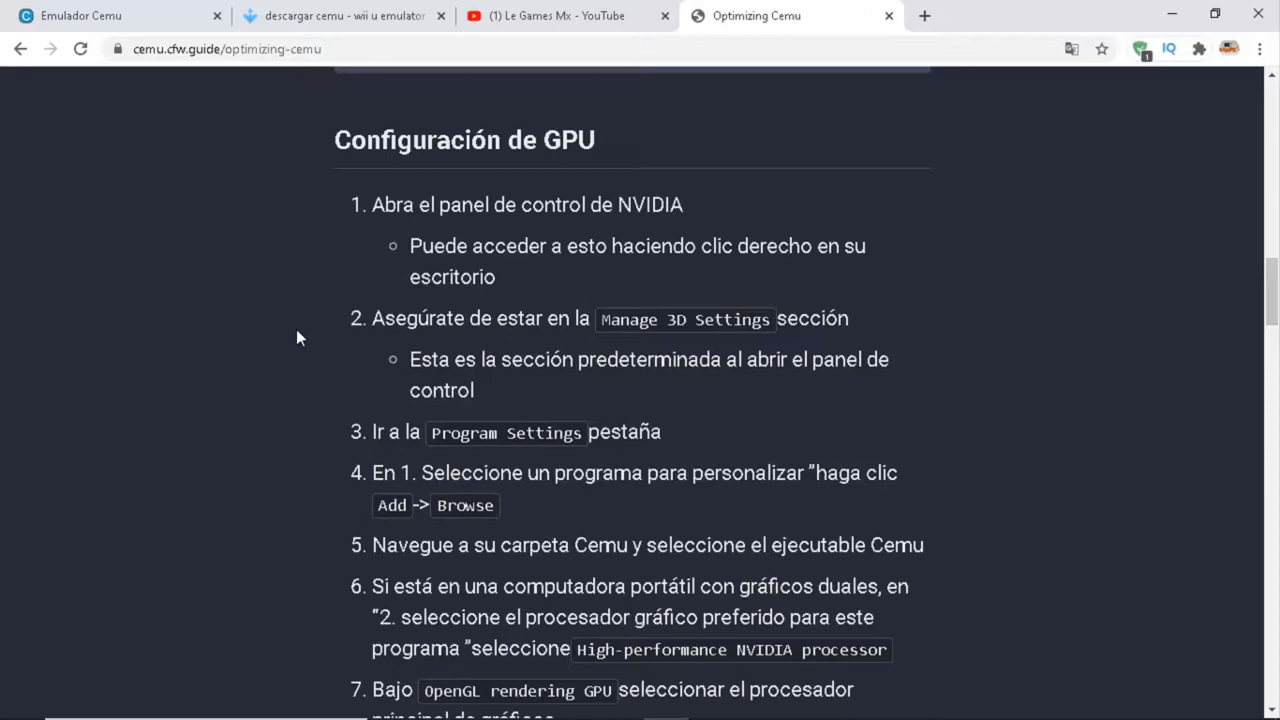 Emulador Cemu
descargar cemu - wii u emulator
(1) Le Games Mx - YouTube
Optimizing Cemu
cemu.cfw.guide/optimizing-cemu
1
IQ
Configuración de GPU
1. Abra el panel de control de NVIDIA
Puede acceder a esto haciendo clic derecho en su
escritorio
2. Asegúrate de estar en la Manage 3D Settings sección
Esta es la sección predeterminada al abrir el panel de
control
3. Ir a la Program Settings pestaña
4. En 1. Seleccione un programa para personalizar ”haga clic
Add -> Browse
5. Navegue a su carpeta Cemu y seleccione el ejecutable Cemu
6. Si está en una computadora portátil con gráficos duales, en
“2. seleccione el procesador gráfico preferido para este
programa ”seleccione High-performance NVIDIA processor
7. Bajo OpenGL rendering GPU seleccionar el procesador
principal de gráficos